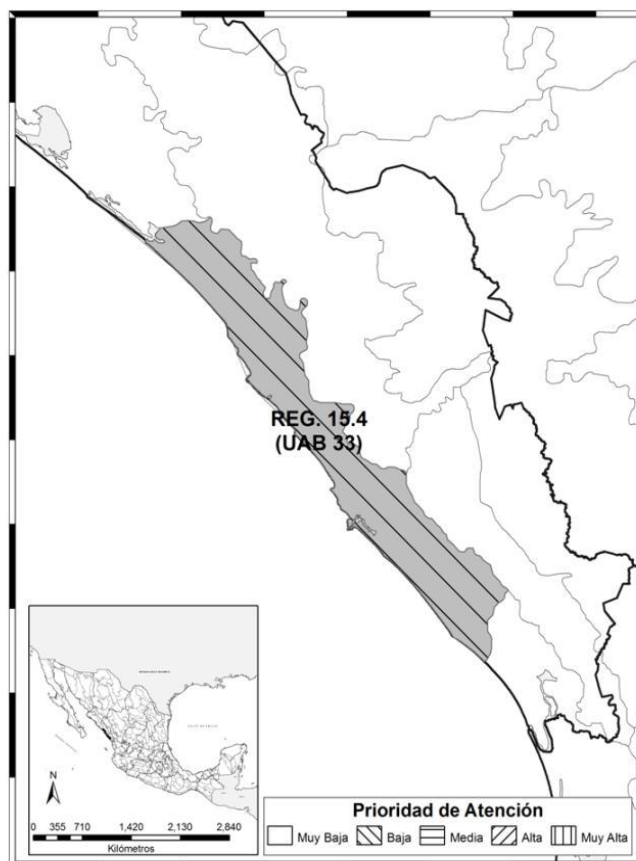 REG. 15.4
(UAB 33)
N
0 355 710 1,420 2,130 2,840
Kilómetros
Prioridad de Atención
Muy Baja Baja Media Alta Muy Alta